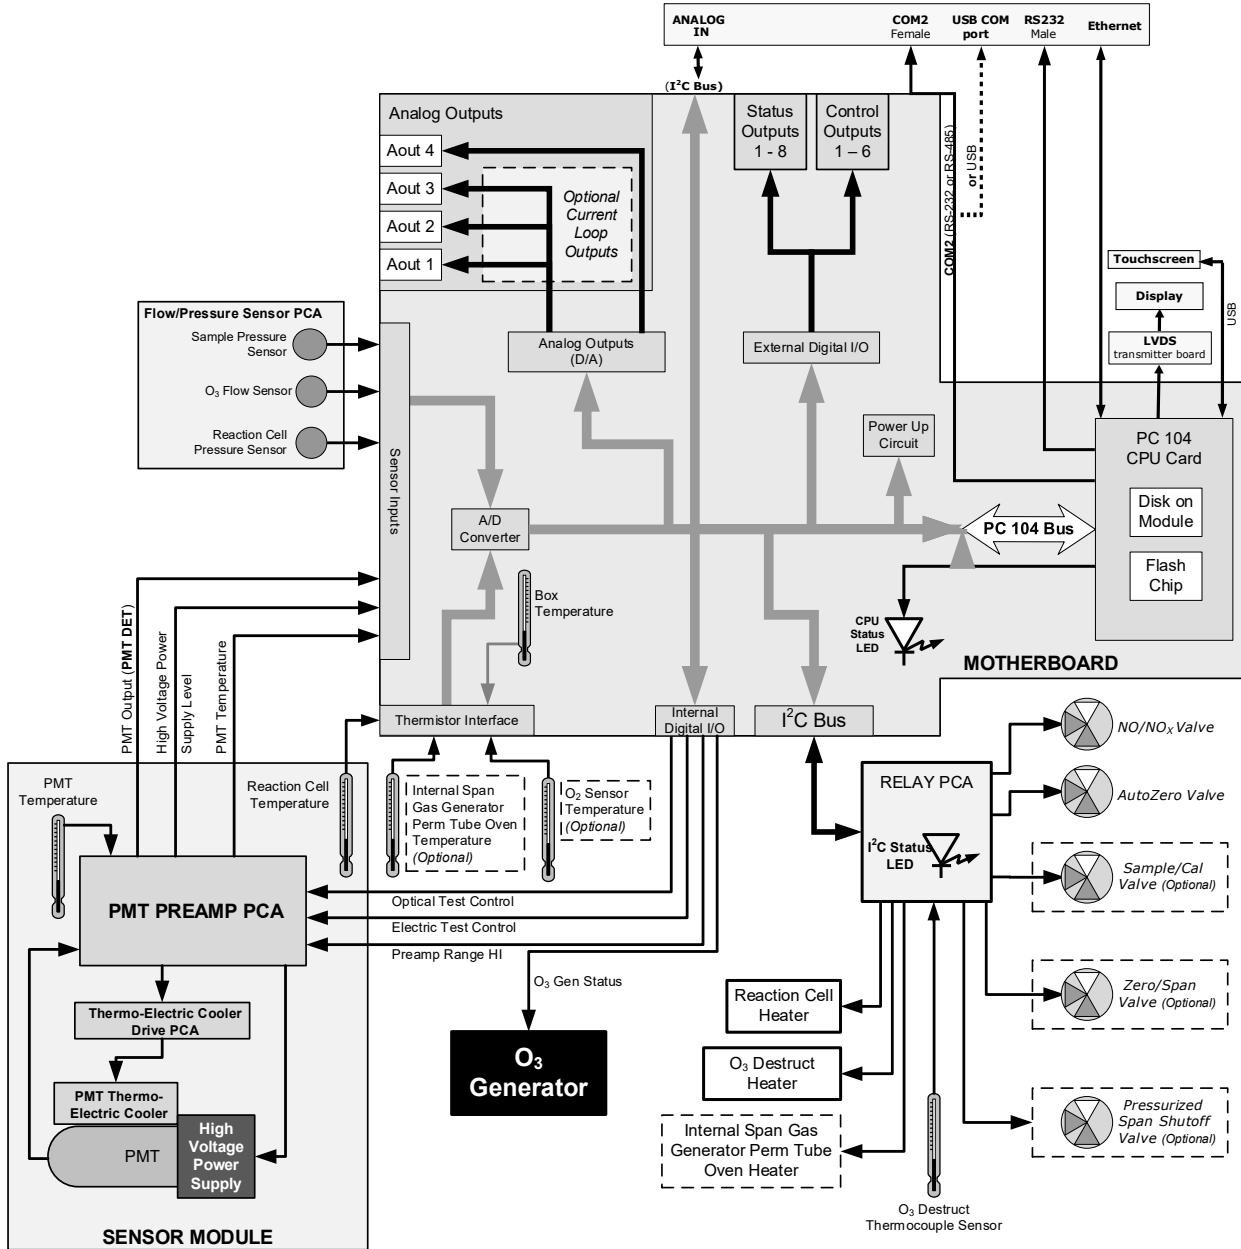 ANALOG
IN
COM2
Female
USB COM
port
RS232
Male
Ethernet
(I²C Bus)
Analog Outputs
Aout 4
Aout 3
Aout 2
Aout 1
Optional
Current
Loop
Outputs
Status
Outputs
1 - 8
Control
Outputs
1 – 6
COM2 (RS-232 or RS-485)
or USB
Touchscreen
Display
LVDS
transmitter board
USB
Flow/Pressure Sensor PCA
Sample Pressure
Sensor
O₃ Flow Sensor
Reaction Cell
Pressure Sensor
Sensor Inputs
Analog Outputs
(D/A)
External Digital I/O
Power Up
Circuit
A/D
Converter
PC 104 Bus
PC 104
CPU Card
Disk on
Module
Flash
Chip
Box
Temperature
CPU
Status
LED
MOTHERBOARD
PMT Output (PMT DET)
High Voltage Power
Supply Level
PMT Temperature
Thermistor Interface
Internal
Digital I/O
I²C Bus
PMT
Temperature
Reaction Cell
Temperature
Internal Span
Gas Generator
Perm Tube Oven
Temperature
(Optional)
O₂ Sensor
Temperature
(Optional)
RELAY PCA
I²C Status
LED
NO/NOX Valve
AutoZero Valve
Sample/Cal
Valve (Optional)
Zero/Span
Valve (Optional)
Pressurized
Span Shutoff
Valve (Optional)
PMT PREAMP PCA
Optical Test Control
Electric Test Control
Preamp Range HI
O₃ Gen Status
Thermo-Electric Cooler
Drive PCA
PMT Thermo-
Electric Cooler
PMT
High
Voltage
Power
Supply
SENSOR MODULE
O₃
Generator
Reaction Cell
Heater
O₃ Destruct
Heater
Internal Span Gas
Generator Perm Tube
Oven Heater
O₃ Destruct
Thermocouple Sensor